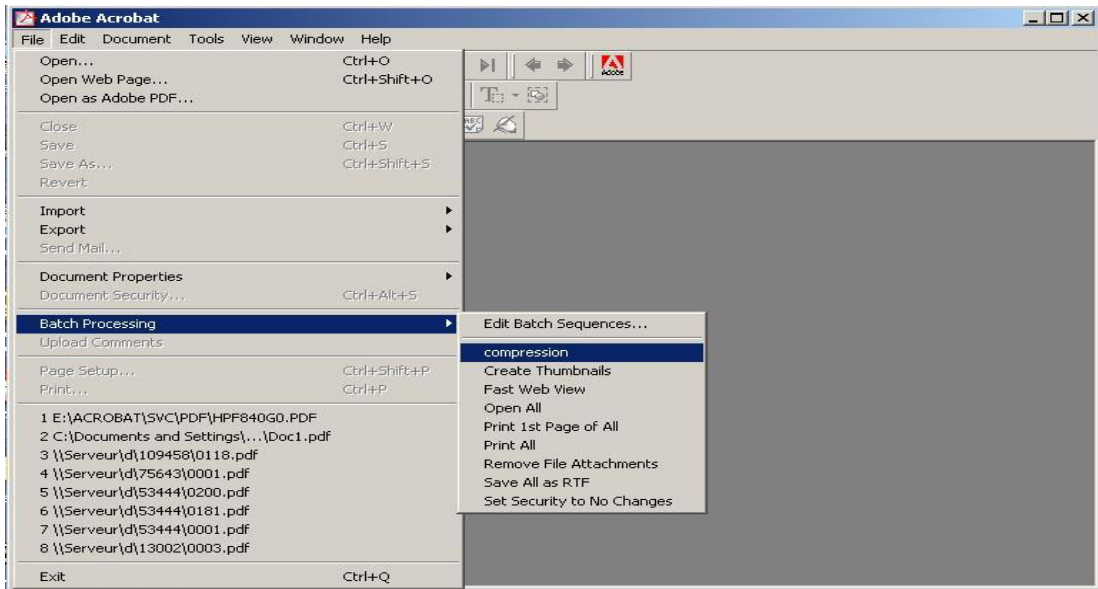 Adobe Acrobat
File Edit Document Tools View Window Help
Open... Ctrl+O
Open Web Page... Ctrl+Shift+O
Open as Adobe PDF...
Close Ctrl+W
Save Ctrl+S
Save As... Ctrl+Shift+S
Revert
Import
Export
Send Mail...
Document Properties
Document Security... Ctrl+Alt+S
Batch Processing
Upload Comments
Page Setup... Ctrl+Shift+P
Print... Ctrl+P
1 E:\ACROBAT\SVC\PDF\HPF840G0.PDF
2 C:\Documents and Settings\...\Doc1.pdf
3 \\Serveur\d\109458\0118.pdf
4 \\Serveur\d\75643\0001.pdf
5 \\Serveur\d\53444\0200.pdf
6 \\Serveur\d\53444\0181.pdf
7 \\Serveur\d\53444\0001.pdf
8 \\Serveur\d\13002\0003.pdf
Exit Ctrl+Q
Adobe
ABC
Edit Batch Sequences...
compression
Create Thumbnails
Fast Web View
Open All
Print 1st Page of All
Print All
Remove File Attachments
Save All as RTF
Set Security to No Changes